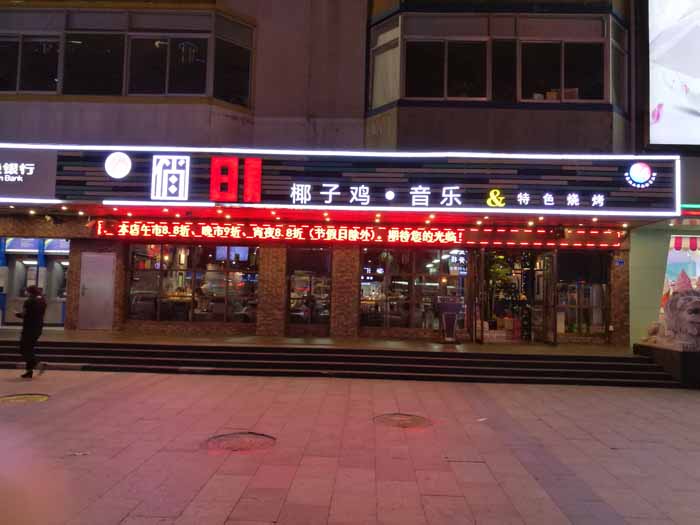 银行
Bank
椰子鸡·音乐 & 特色烧烤
本店午市8.8折、晚市9折、宵夜8.8折（节假日除外）。期待您的光临！